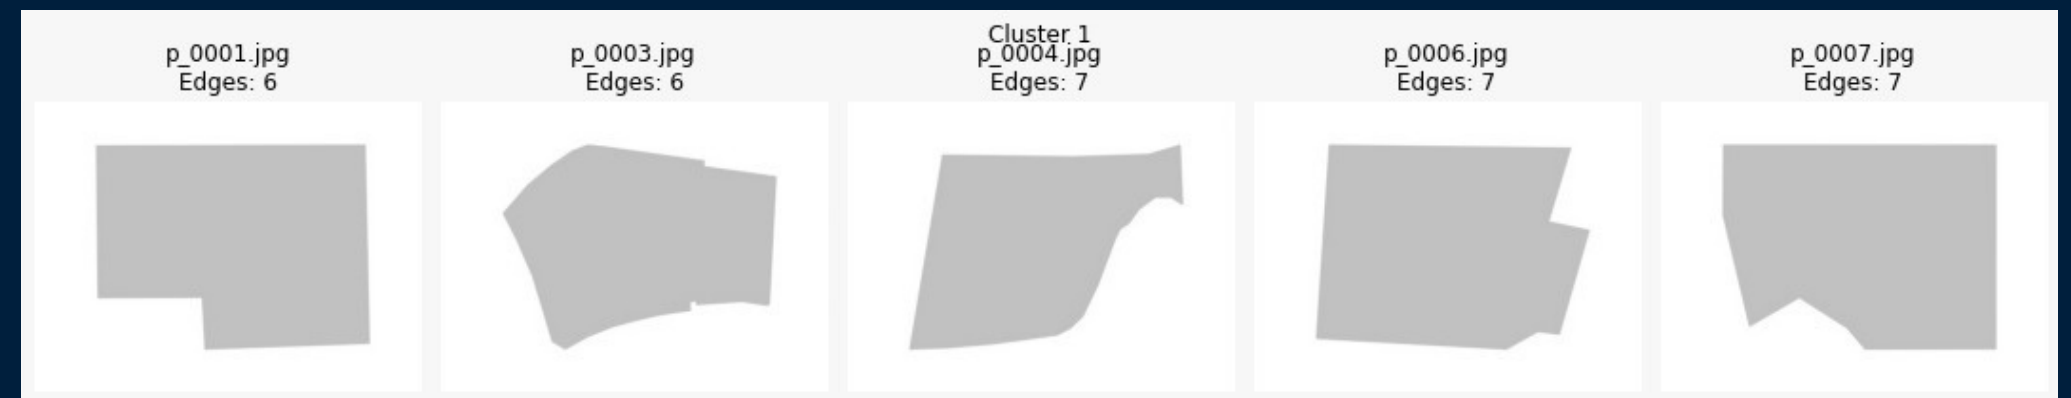 Cluster 1
p_0001.jpg
Edges: 6
p_0003.jpg
Edges: 6
p_0004.jpg
Edges: 7
p_0006.jpg
Edges: 7
p_0007.jpg
Edges: 7